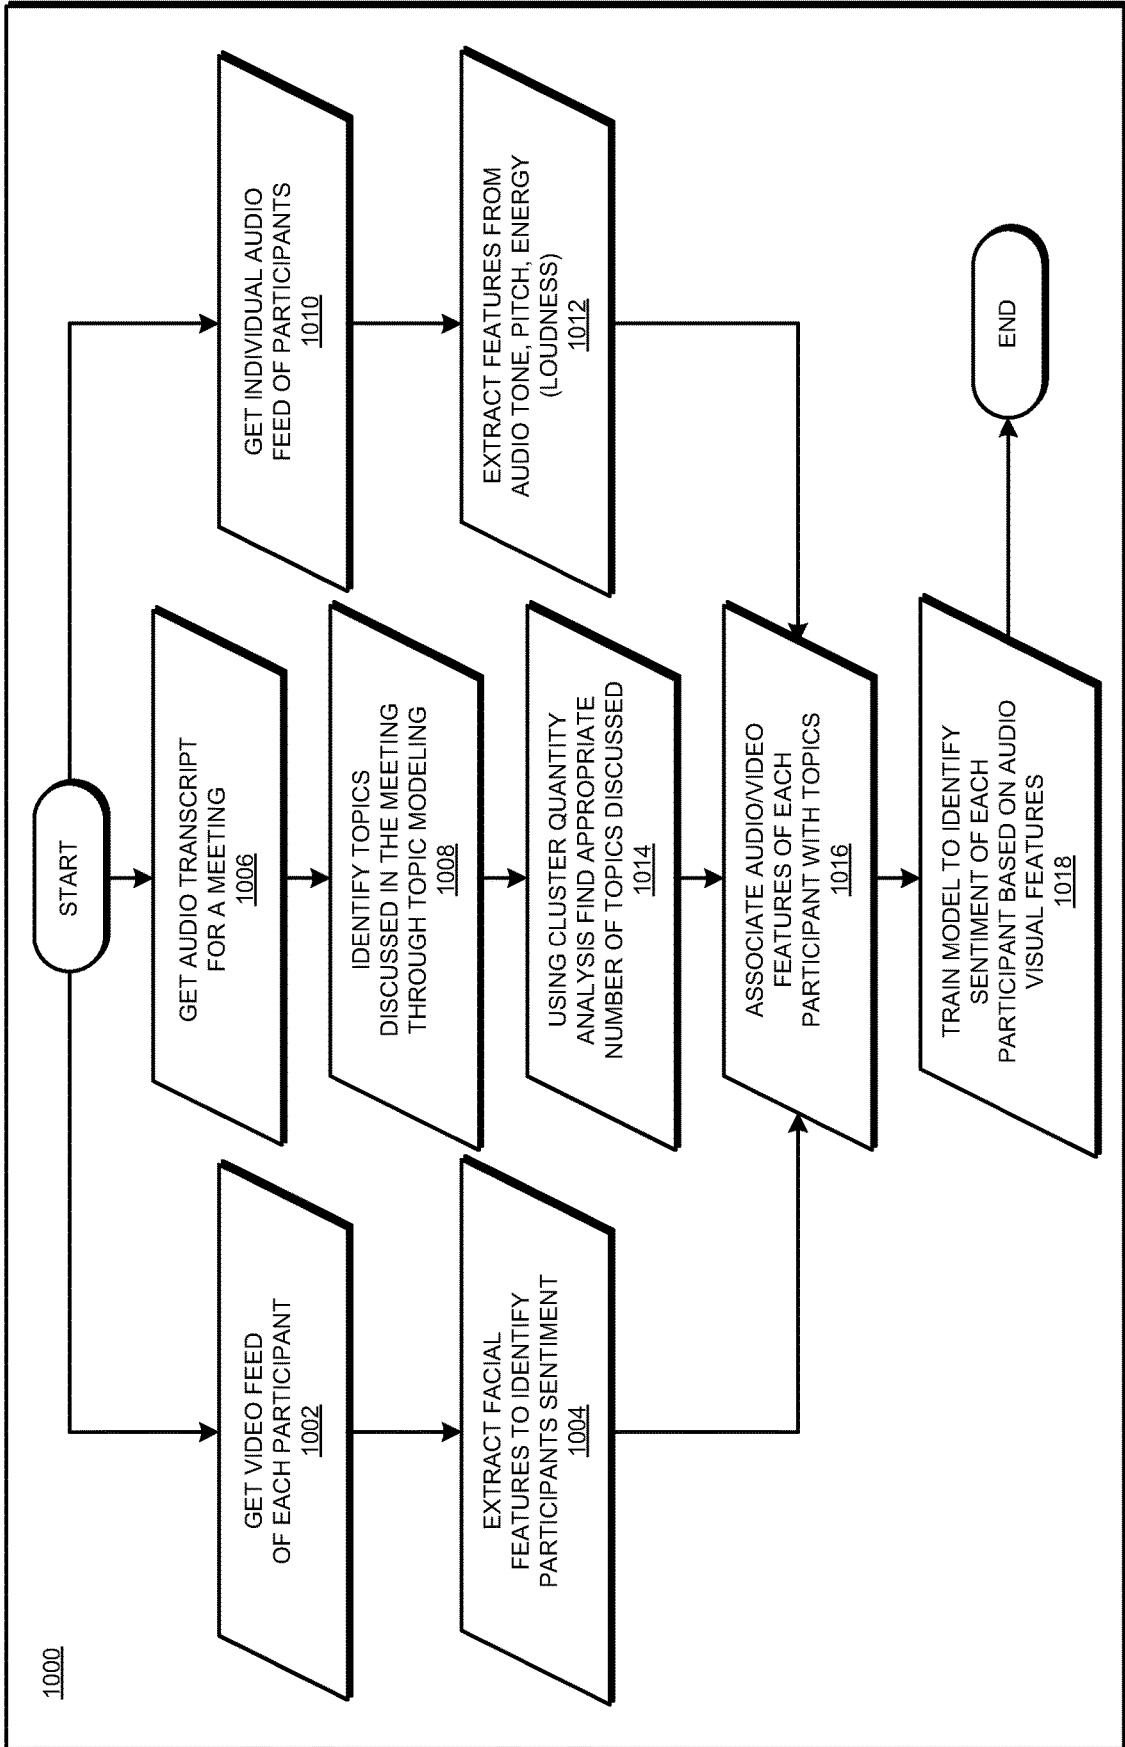 1000
START
GET VIDEO FEED
OF EACH PARTICIPANT
1002
EXTRACT FACIAL
FEATURES TO IDENTIFY
PARTICIPANTS SENTIMENT
1004
GET AUDIO TRANSCRIPT
FOR A MEETING
1006
IDENTIFY TOPICS
DISCUSSED IN THE MEETING
THROUGH TOPIC MODELING
1008
USING CLUSTER QUANTITY
ANALYSIS FIND APPROPRIATE
NUMBER OF TOPICS DISCUSSED
1014
GET INDIVIDUAL AUDIO
FEED OF PARTICIPANTS
1010
EXTRACT FEATURES FROM
AUDIO TONE, PITCH, ENERGY
(LOUDNESS)
1012
ASSOCIATE AUDIO/VIDEO
FEATURES OF EACH
PARTICIPANT WITH TOPICS
1016
TRAIN MODEL TO IDENTIFY
SENTIMENT OF EACH
PARTICIPANT BASED ON AUDIO
VISUAL FEATURES
1018
END